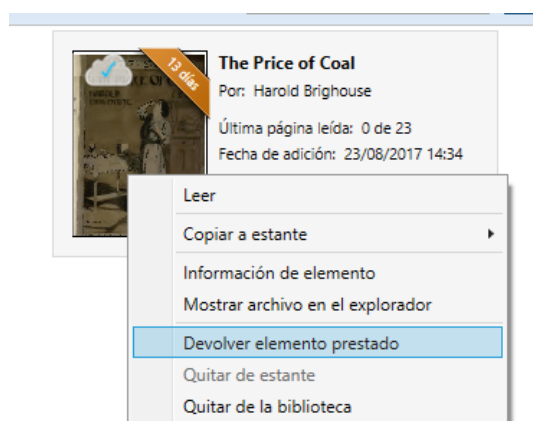 13 días
The Price of Coal
Por: Harold Brighouse
Última página leída: 0 de 23
Fecha de adición: 23/08/2017 14:34
Leer
Copiar a estante
Información de elemento
Mostrar archivo en el explorador
Devolver elemento prestado
Quitar de estante
Quitar de la biblioteca